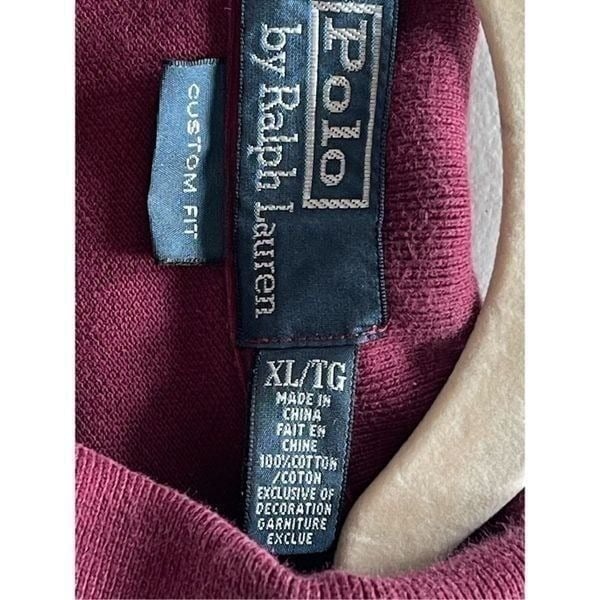 Polo
by Ralph Lauren
CUSTOM FIT
XL/TG
MADE IN
CHINA
FAIT EN
CHINE
100%COTTON
/COTON
EXCLUSIVE OF
DECORATION
GARNITURE
EXCLUE